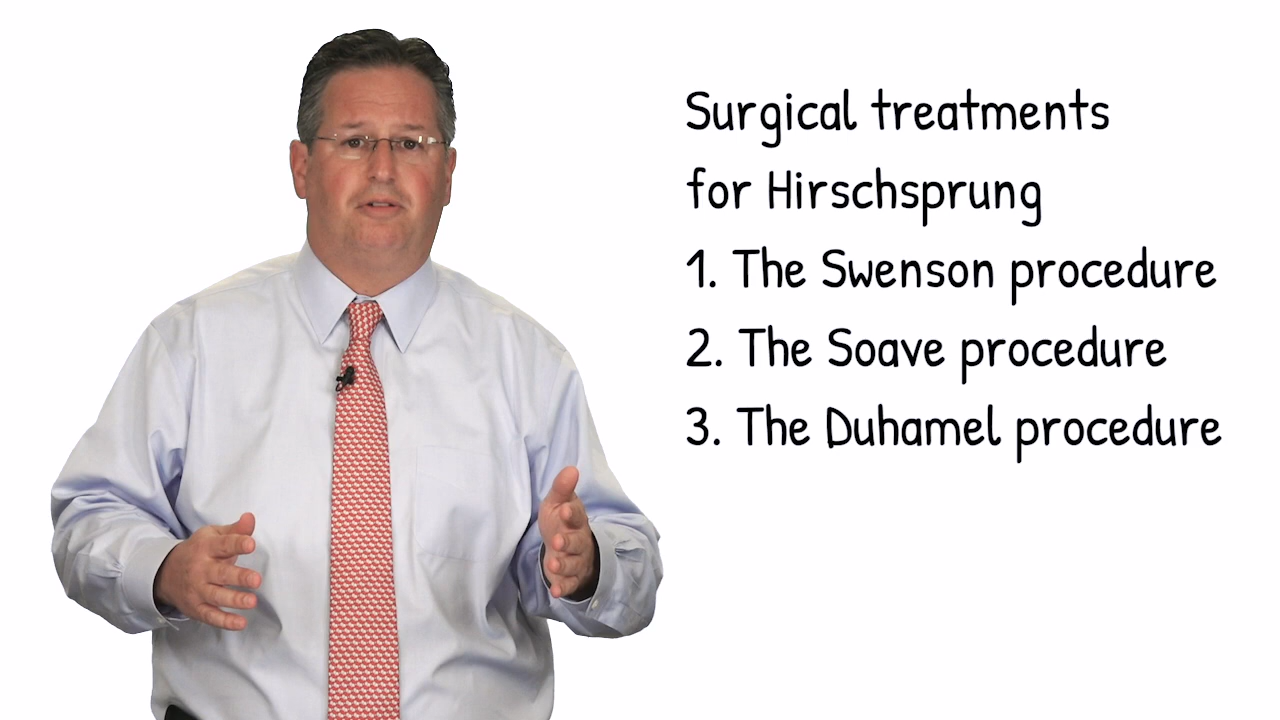 Surgical treatments
for Hirschsprung
1. The Swenson procedure
2. The Soave procedure
3. The Duhamel procedure